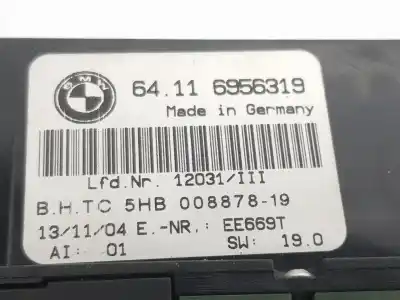 BMW
64.11 6956319
Made in Germany
Lfd.Nr. 12031/III
B.H.TC 5HB 008878-19
13/11/04 E.-NR.: EE669T
AI: 01 SW: 19.0